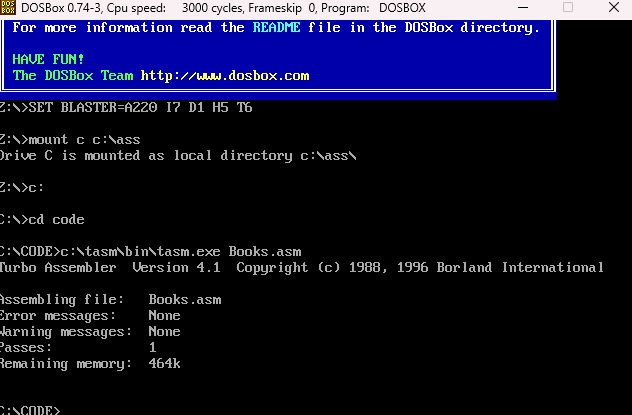 DOS BOX DOSBox 0.74-3, Cpu speed: 3000 cycles, Frameskip 0, Program: DOSBOX
For more information read the README file in the DOSBox directory.
HAVE FUN!
The DOSBox Team http://www.dosbox.com
Z:\>SET BLASTER=A220 I7 D1 H5 T6
Z:\>mount c c:\ass
Drive C is mounted as local directory c:\ass\
Z:\>c:
C:\>cd code
C:\CODE>c:\tasm\bin\tasm.exe Books.asm
Turbo Assembler Version 4.1 Copyright (c) 1988, 1996 Borland International
Assembling file: Books.asm
Error messages: None
Warning messages: None
Passes: 1
Remaining memory: 464k
C:\CODE>